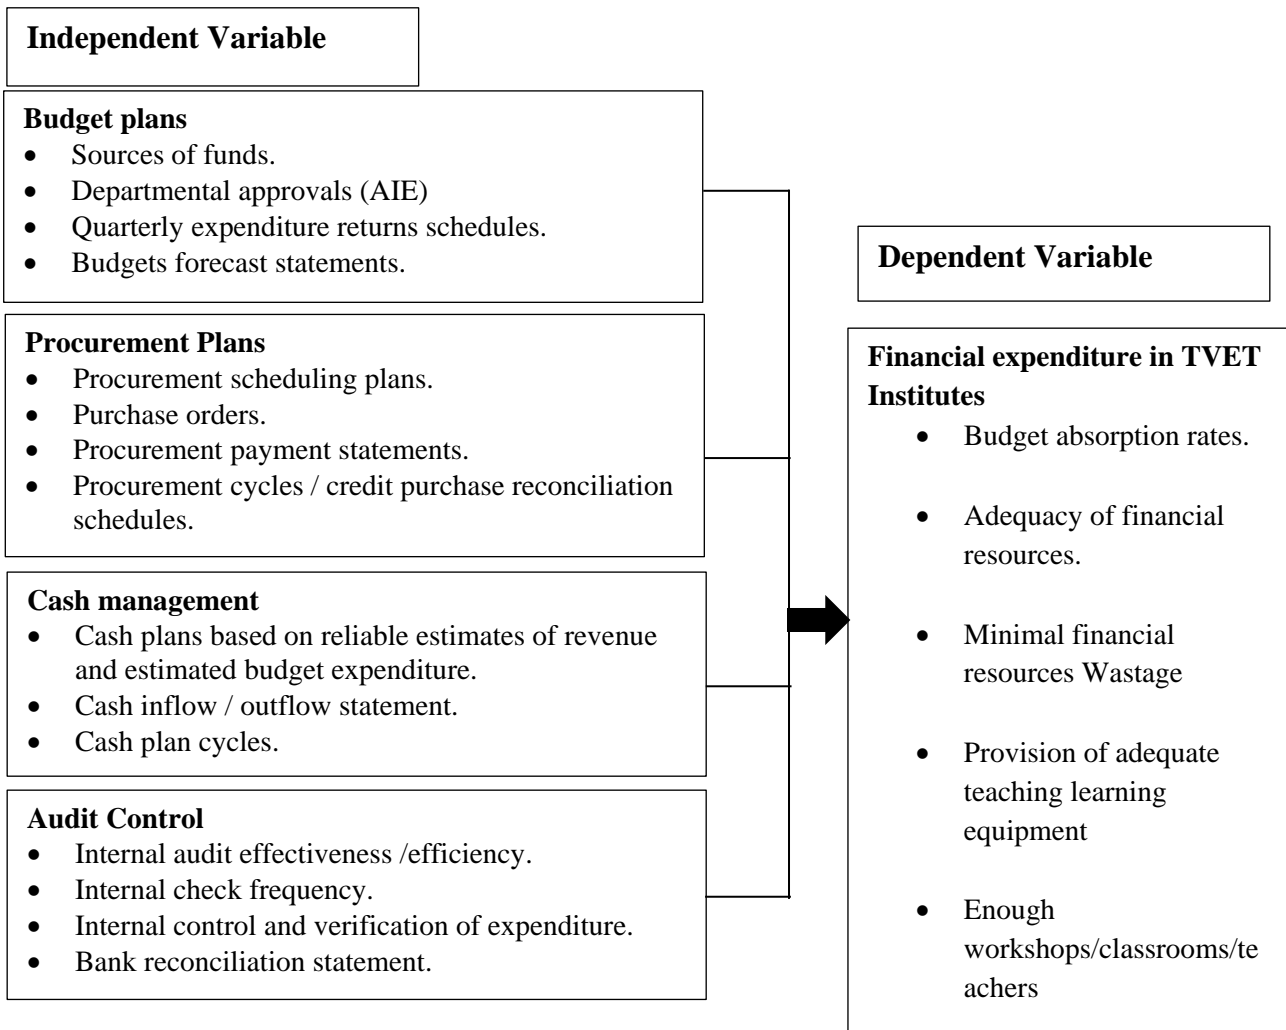 Independent Variable
Budget plans
• Sources of funds.
• Departmental approvals (AIE)
• Quarterly expenditure returns schedules.
• Budgets forecast statements.
Procurement Plans
• Procurement scheduling plans.
• Purchase orders.
• Procurement payment statements.
• Procurement cycles / credit purchase reconciliation
schedules.
Cash management
• Cash plans based on reliable estimates of revenue
and estimated budget expenditure.
• Cash inflow / outflow statement.
• Cash plan cycles.
Audit Control
• Internal audit effectiveness /efficiency.
• Internal check frequency.
• Internal control and verification of expenditure.
• Bank reconciliation statement.
Dependent Variable
Financial expenditure in TVET
Institutes
• Budget absorption rates.
• Adequacy of financial
resources.
• Minimal financial
resources Wastage
• Provision of adequate
teaching learning
equipment
• Enough
workshops/classrooms/te
achers